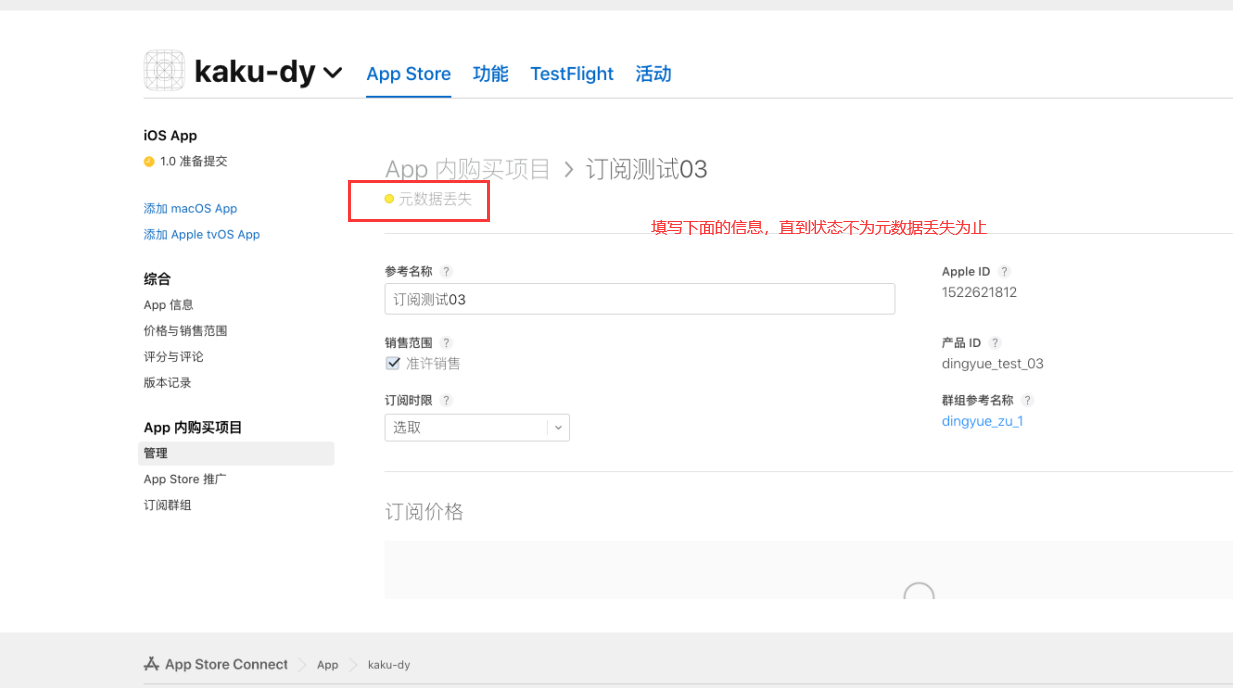 kaku-dy
App Store 功能 TestFlight 活动
iOS App
1.0 准备提交
添加 macOS App
添加 Apple tvOS App
综合
App 信息
价格与销售范围
评分与评论
版本记录
App 内购买项目
管理
App Store 推广
订阅群组
App 内购买项目 > 订阅测试03
元数据丢失
填写下面的信息，直到状态不为元数据丢失为止
参考名称 ?
订阅测试03
销售范围 ?
准许销售
订阅时限 ?
选取
Apple ID ?
1522621812
产品 ID ?
dingyue_test_03
群组参考名称 ?
dingyue_zu_1
订阅价格
App Store Connect App kaku-dy